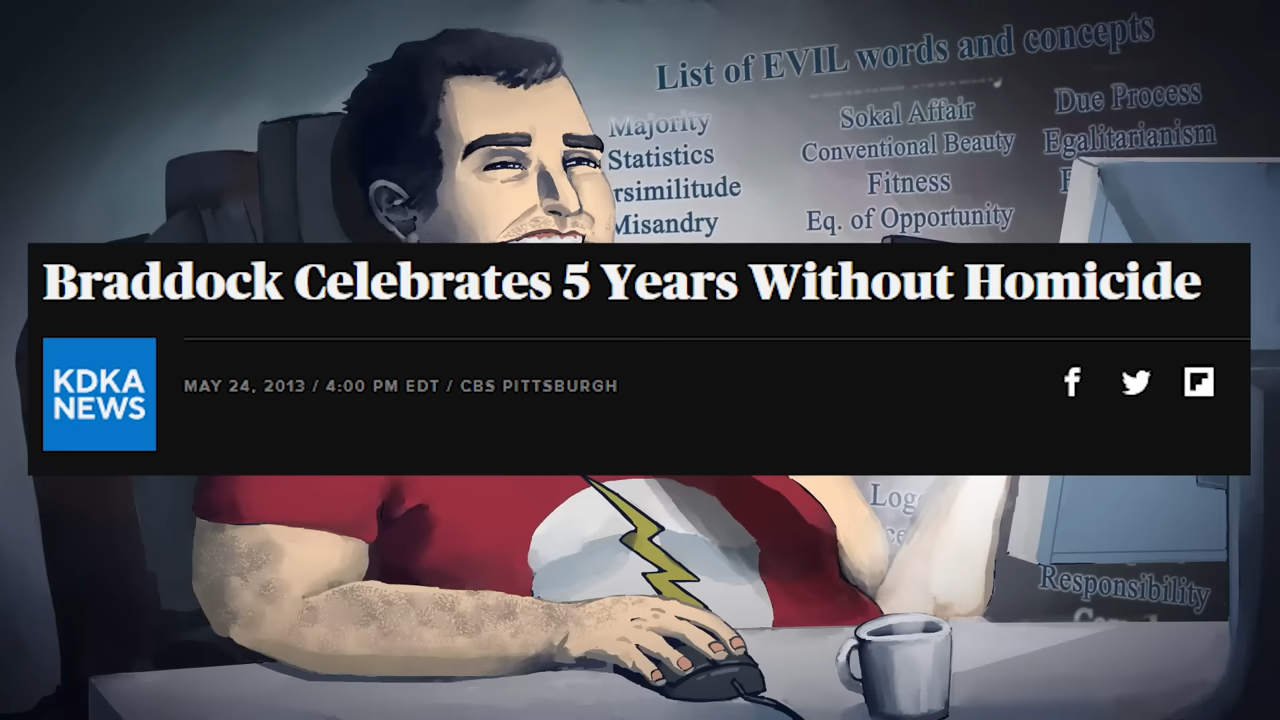 List of EVIL words and concepts
Majority
Statistics
rsimilitude
Misandry
Sokal Affair
Conventional Beauty
Fitness
Eq. of Opportunity
Due Process
Egalitarianism
Braddock Celebrates 5 Years Without Homicide
KDKA
NEWS
MAY 24, 2013 / 4:00 PM EDT / CBS PITTSBURGH
Responsibility